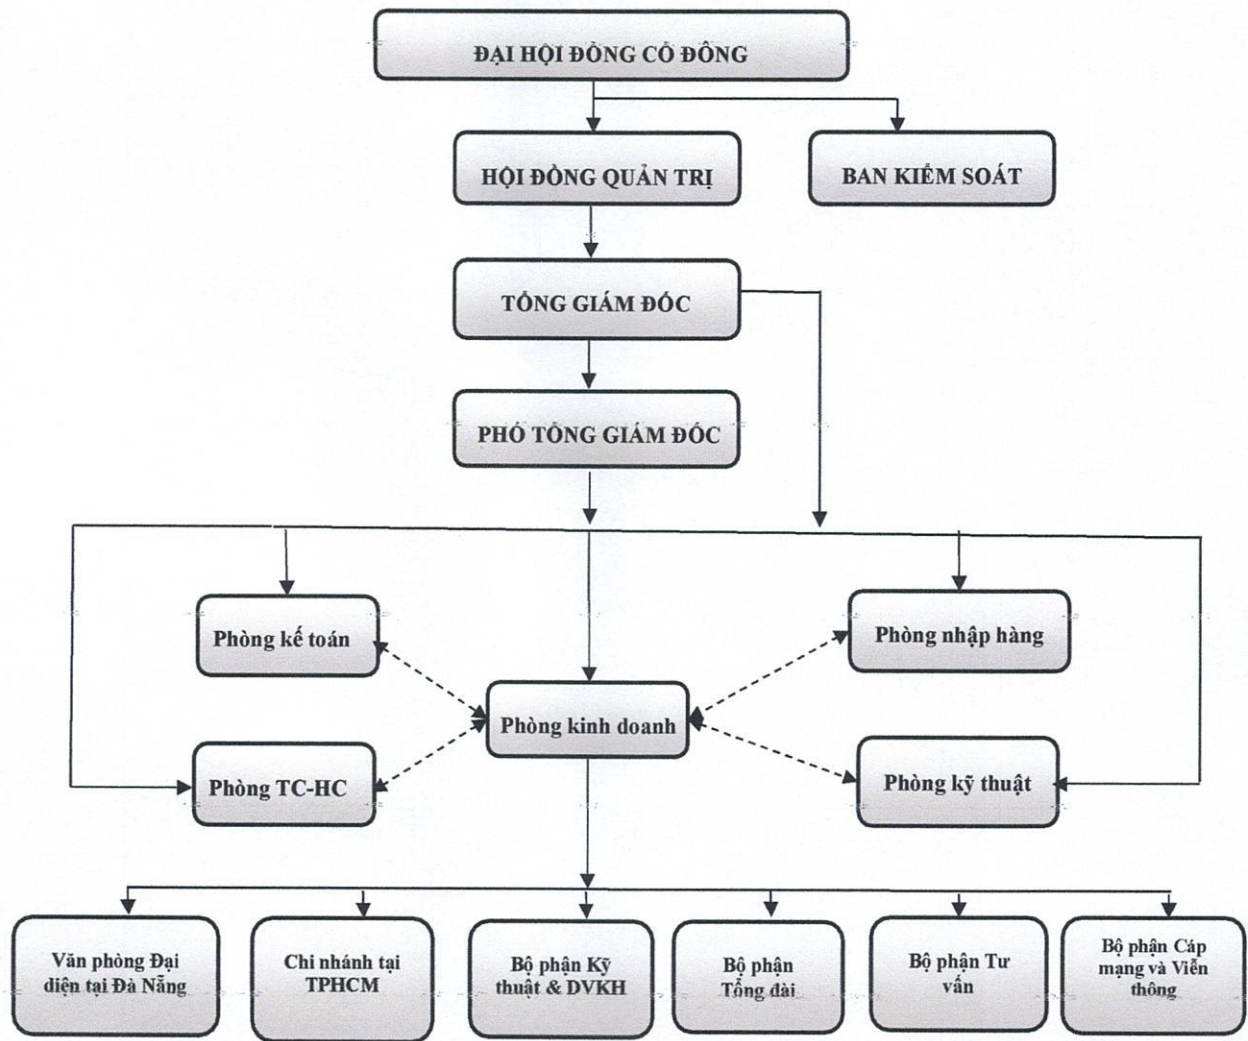 ĐẠI HỘI ĐỒNG CỔ ĐÔNG
HỘI ĐỒNG QUẢN TRỊ
BAN KIỂM SOÁT
TỔNG GIÁM ĐỐC
PHÓ TỔNG GIÁM ĐỐC
Phòng kế toán
Phòng nhập hàng
Phòng kinh doanh
Phòng TC-HC
Phòng kỹ thuật
Văn phòng Đại
diện tại Đà Nẵng
Chi nhánh tại
TPHCM
Bộ phận Kỹ
thuật & DVKH
Bộ phận
Tổng đài
Bộ phận Tư
vấn
Bộ phận Cáp
mạng và Viễn
thông